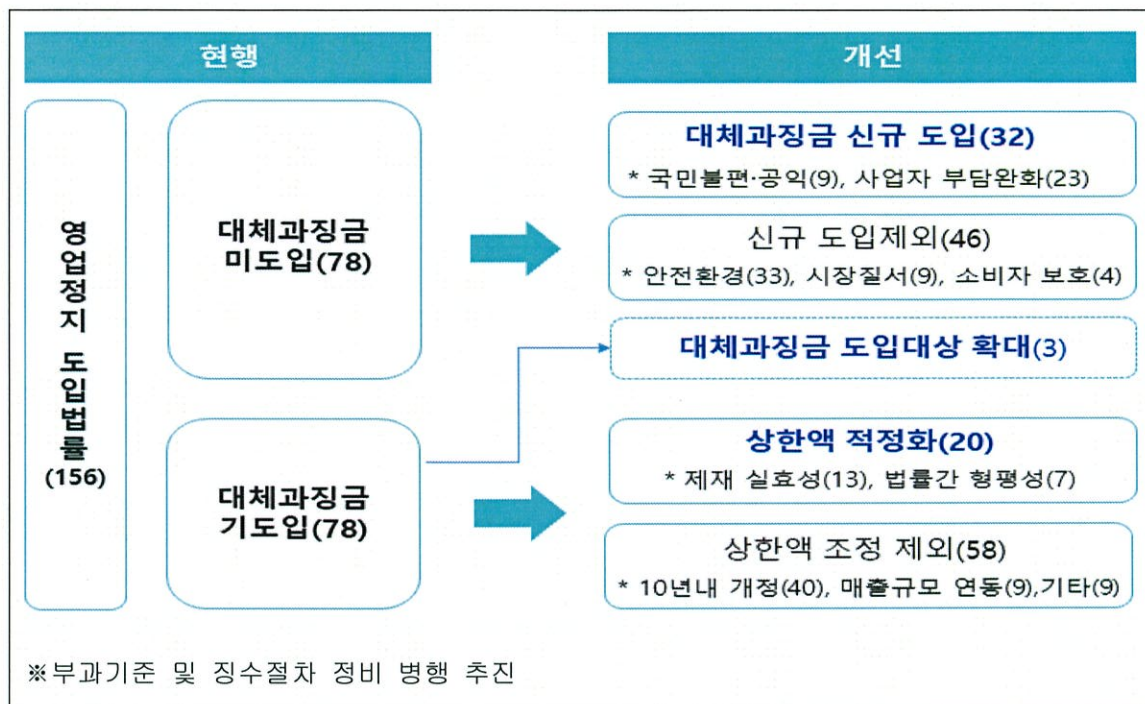 현행
영업정지 도입법률
(156)
대체과징금
미도입(78)
대체과징금
기도입(78)
개선
대체과징금 신규 도입(32)
* 국민불편·공익(9), 사업자 부담완화(23)
신규 도입제외(46)
* 안전환경(33), 시장질서(9), 소비자 보호(4)
대체과징금 도입대상 확대(3)
상한액 적정화(20)
* 제재 실효성(13), 법률간 형평성(7)
상한액 조정 제외(58)
* 10년내 개정(40), 매출규모 연동(9),기타(9)
※부과기준 및 징수절차 정비 병행 추진